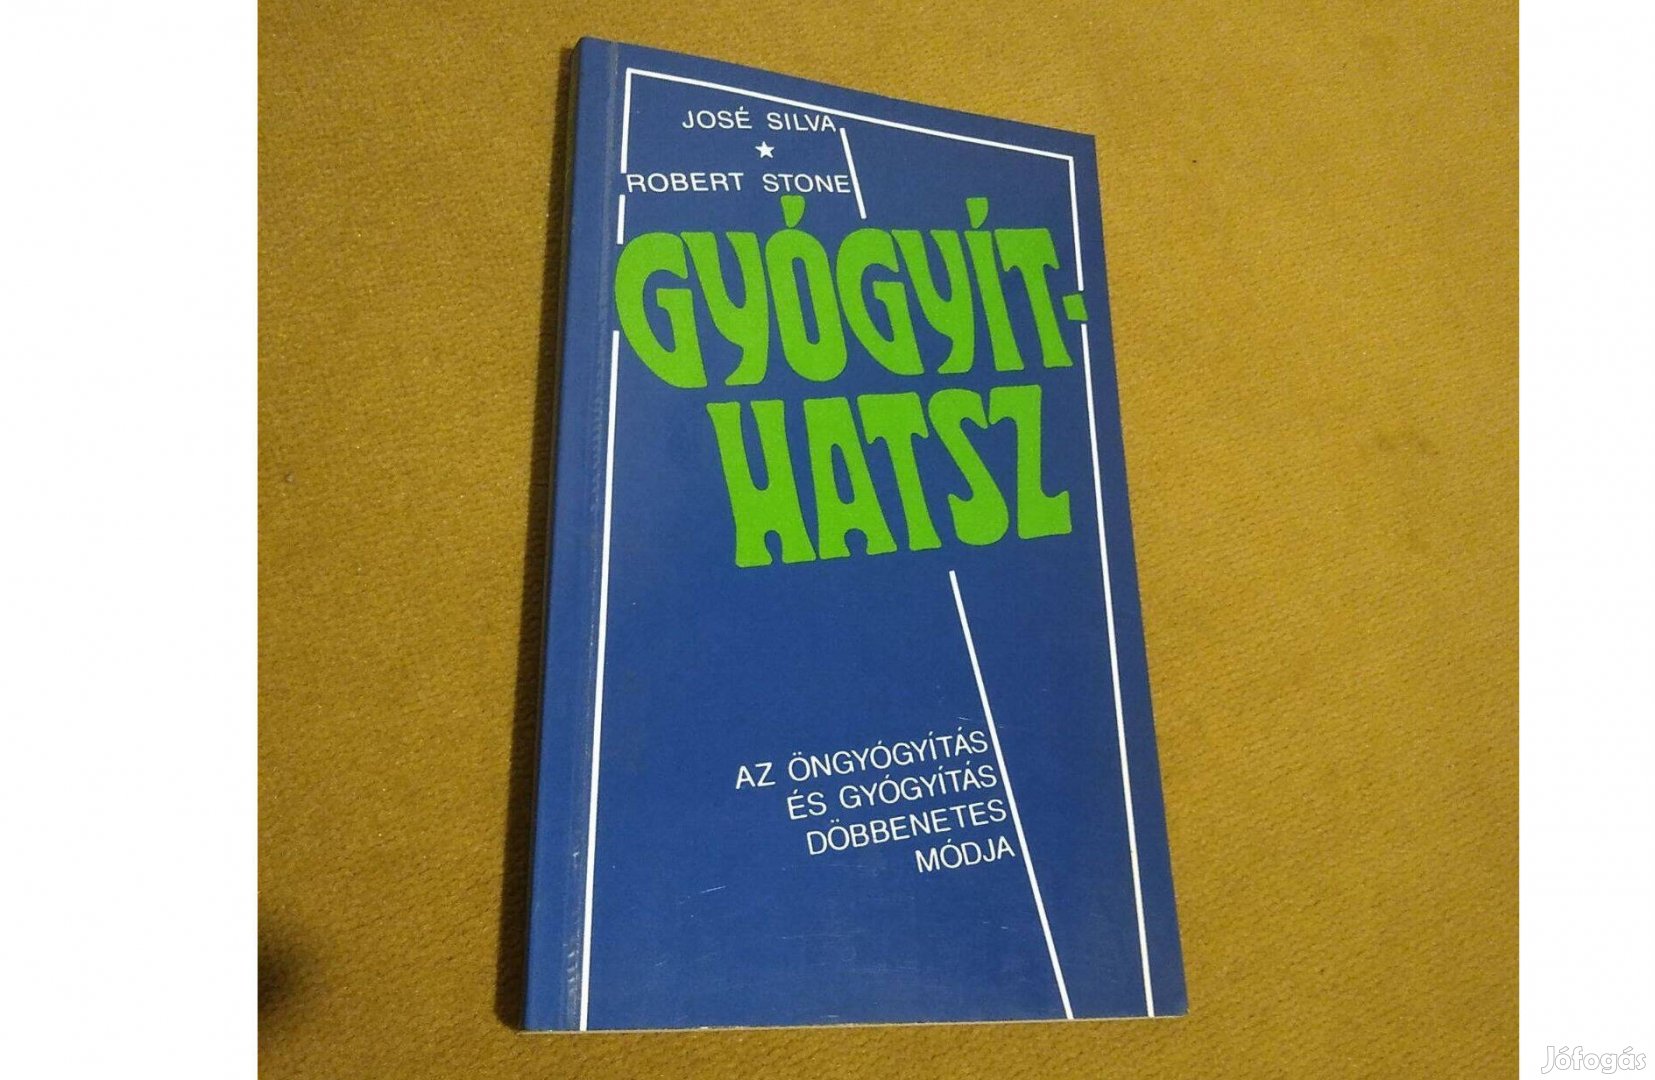 JOSÉ SILVA
★
ROBERT STONE
GYÓGYÍT-
HATSZ
AZ ÖNGYÓGYÍTÁS
ÉS GYÓGYÍTÁS
DÖBBENETES
MÓDJA
Jófogás